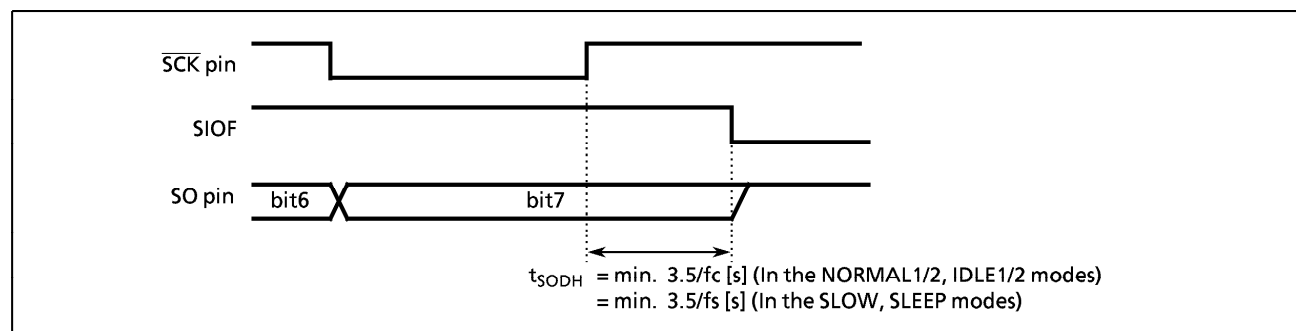 SCK pin
SIOF
SO pin
bit6
bit7
tSODH = min. 3.5/fc [s] (In the NORMAL1/2, IDLE1/2 modes)
= min. 3.5/fs [s] (In the SLOW, SLEEP modes)